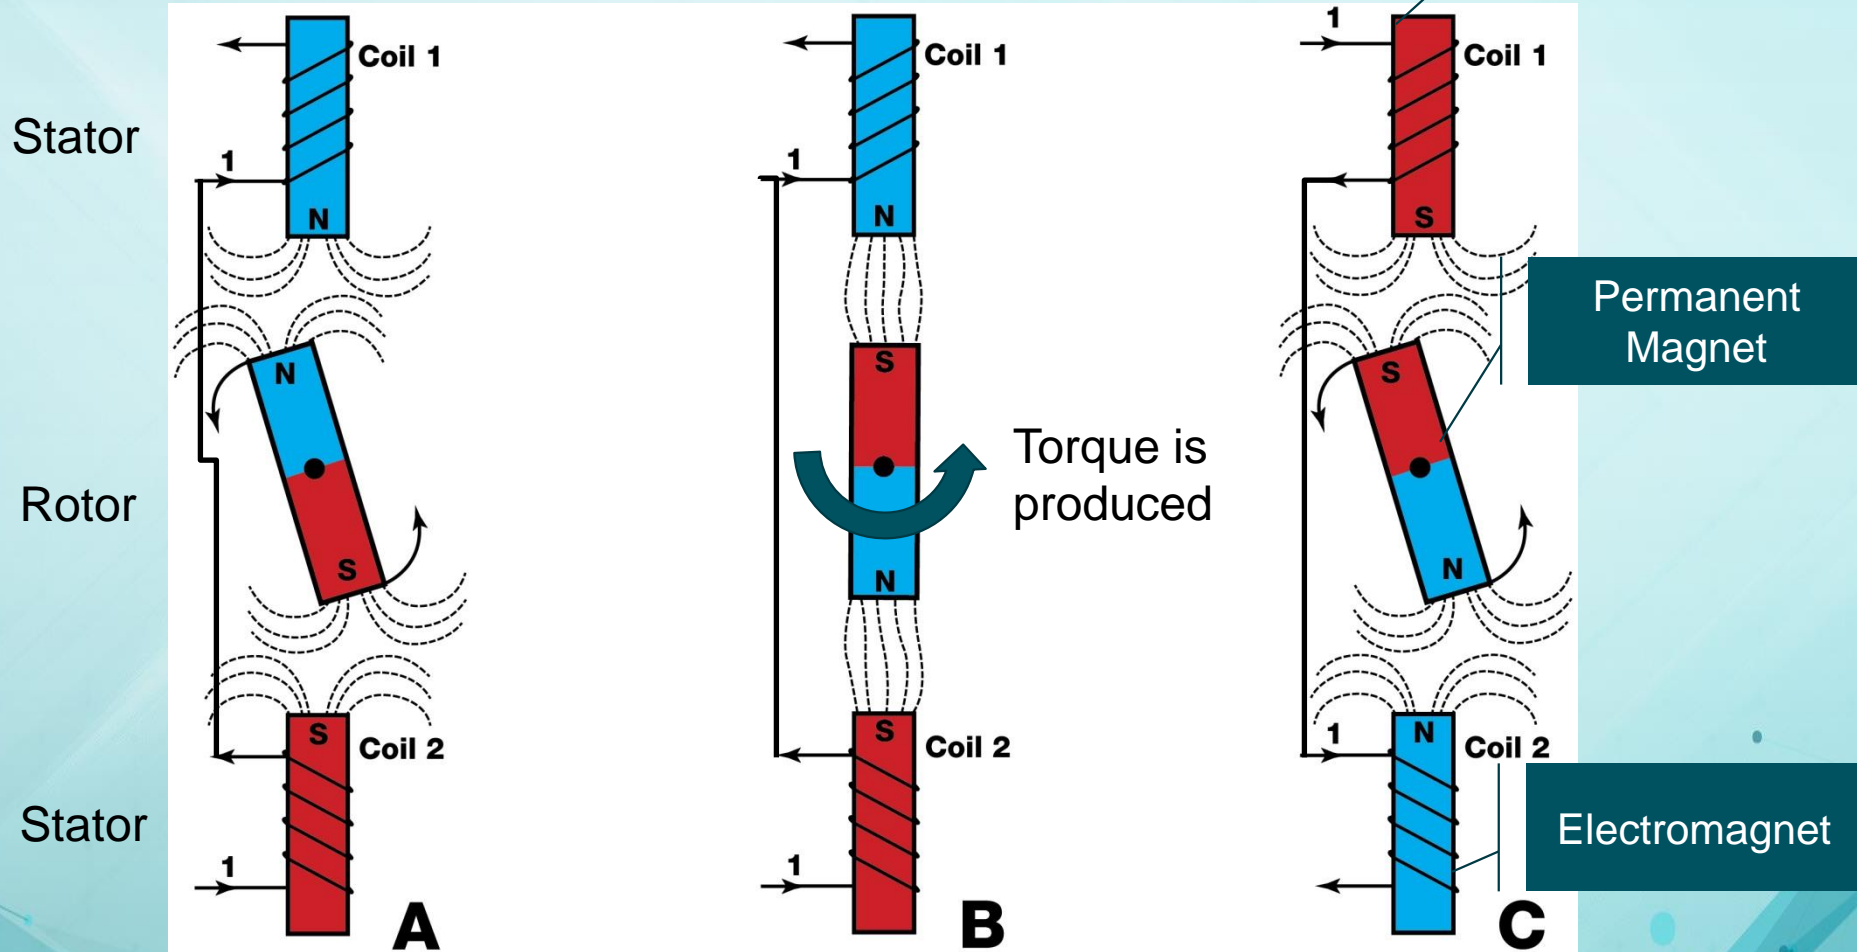 Stator
Rotor
Stator
Coil 1
1
N
N
S
S
Coil 2
1
A
Coil 1
1
N
S
N
Torque is
produced
S
Coil 2
1
B
1
Coil 1
S
S
N
1
N
Coil 2
C
Permanent
Magnet
Electromagnet